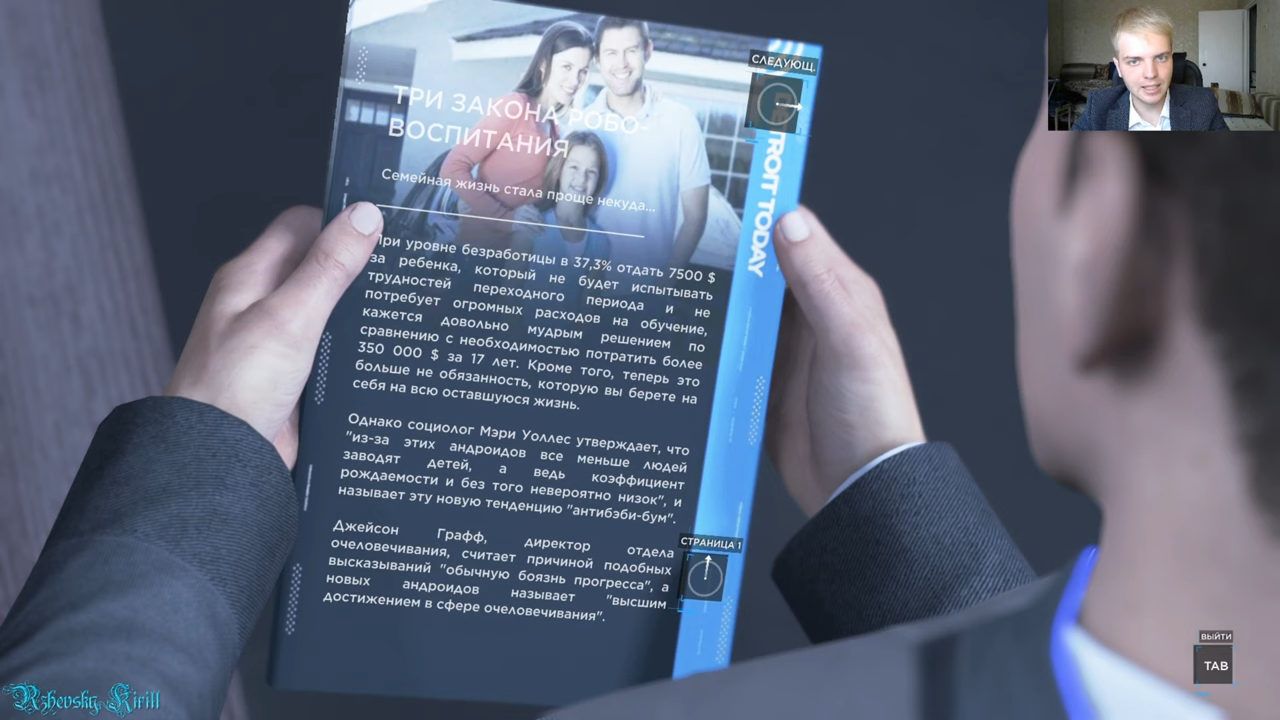 СЛЕДУЮЩ.
ТРИ ЗАКОНА РОБО-
ВОСПИТАНИЯ
Семейная жизнь стала проще некуда...
TROIT TODAY
При уровне безработицы в 37,3% отдать 7500 $
за ребенка, который не будет испытывать
трудностей переходного периода и не
потребует огромных расходов на обучение,
кажется довольно мудрым решением по
сравнению с необходимостью потратить более
350 000 $ за 17 лет. Кроме того, теперь это
больше не обязанность, которую вы берете на
себя на всю оставшуюся жизнь.
Однако социолог Мэри Уоллес утверждает, что
"из-за этих андроидов все меньше людей
заводят детей, а ведь коэффициент
рождаемости и без того невероятно низок", и
называет эту новую тенденцию "антибэби-бум".
Джейсон Графф, директор отдела
очеловечивания, считает причиной подобных
высказываний "обычную боязнь прогресса", а
новых андроидов называет "высшим
достижением в сфере очеловечивания".
СТРАНИЦА 1
ВЫЙТИ
TAB
Rzhevsky Kirill